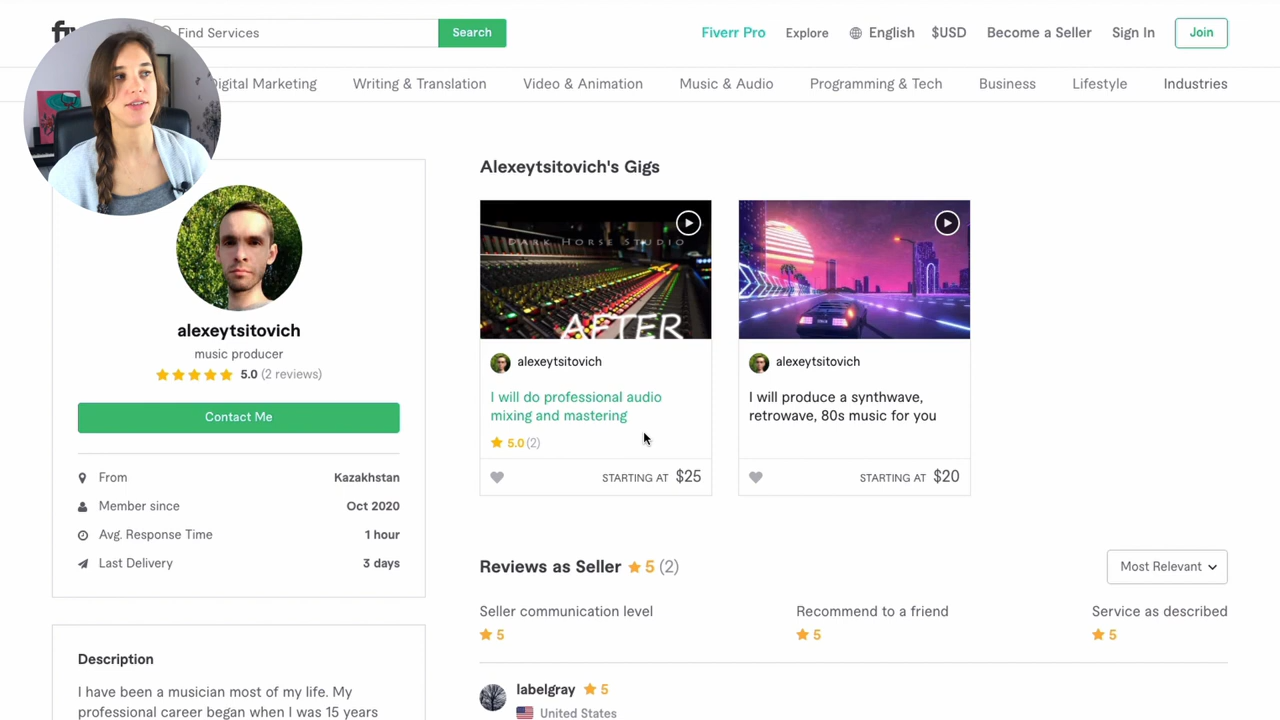 fi
Find Services
Search
Fiverr Pro
Explore
English
$USD
Become a Seller
Sign In
Join
Digital Marketing
Writing & Translation
Video & Animation
Music & Audio
Programming & Tech
Business
Lifestyle
Industries
alexeytsitovich
music producer
5.0 (2 reviews)
Contact Me
From Kazakhstan
Member since Oct 2020
Avg. Response Time 1 hour
Last Delivery 3 days
Description
I have been a musician most of my life. My
professional career began when I was 15 years
Alexeytsitovich's Gigs
DARK HORSE STUDIO
AFTER
alexeytsitovich
I will do professional audio
mixing and mastering
5.0 (2)
STARTING AT $25
alexeytsitovich
I will produce a synthwave,
retrowave, 80s music for you
STARTING AT $20
Reviews as Seller 5 (2)
Most Relevant
Seller communication level
5
Recommend to a friend
5
Service as described
5
labelgray 5
United States